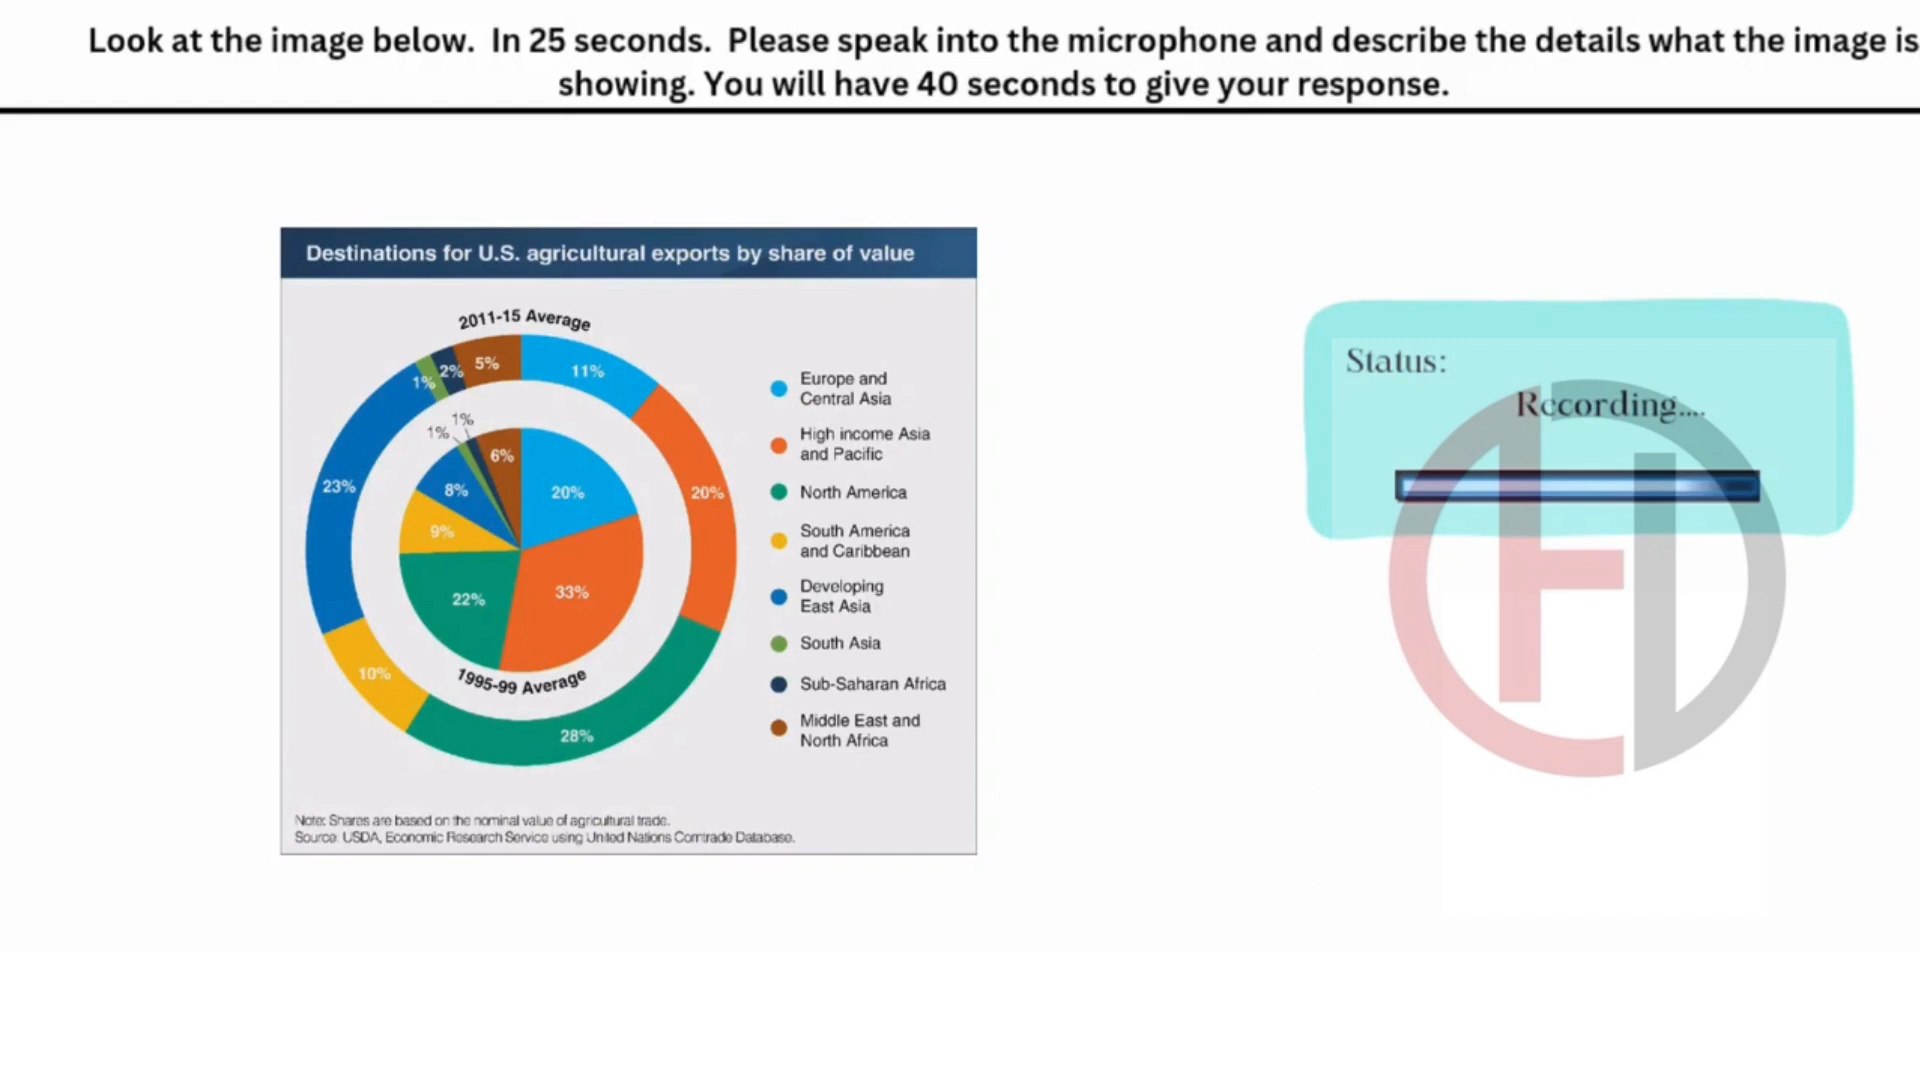 Look at the image below. In 25 seconds. Please speak into the microphone and describe the details what the image is
showing. You will have 40 seconds to give your response.
Destinations for U.S. agricultural exports by share of value
2011-15 Average
5%
11%
2%
1%
1%
1%
6%
23%
8%
20%
20%
9%
33%
22%
1995-99 Average
10%
28%
Europe and
Central Asia
High income Asia
and Pacific
North America
South America
and Caribbean
Developing
East Asia
South Asia
Sub-Saharan Africa
Middle East and
North Africa
Note: Shares are based on the nominal value of agricultural trade.
Source: USDA, Economic Research Service using United Nations Comtrade Database.
Status:
Recording....